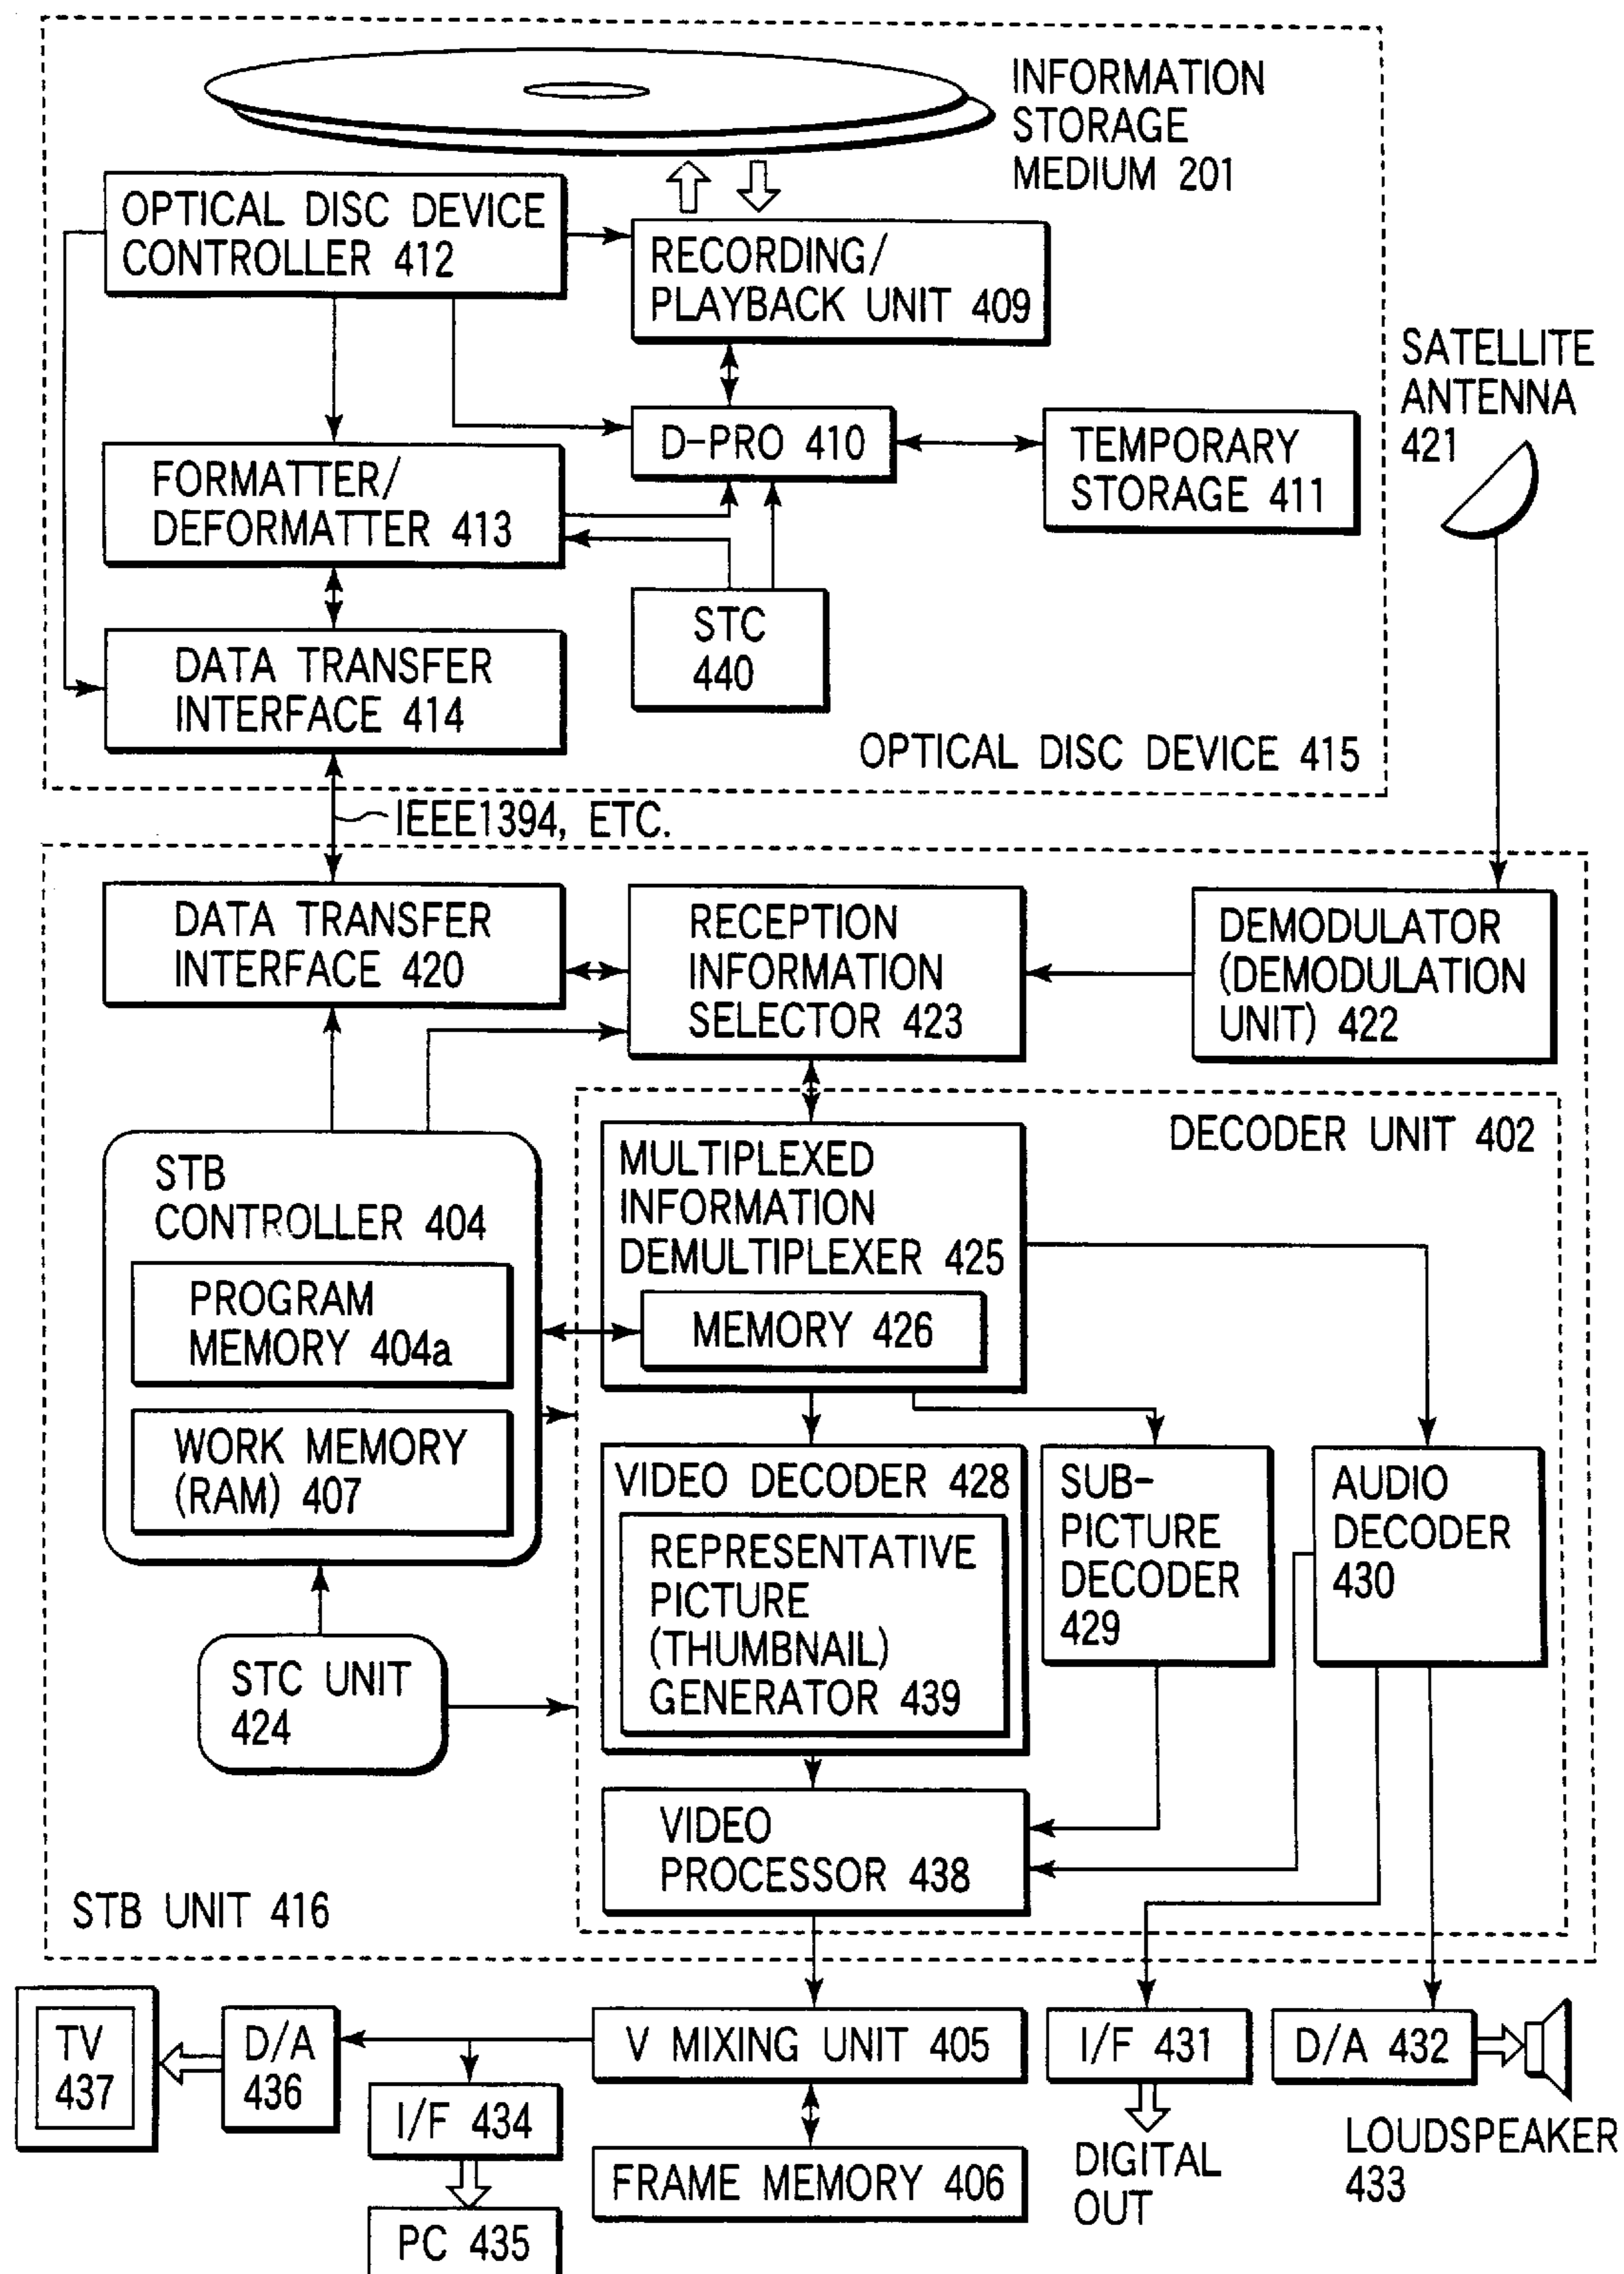 INFORMATION
STORAGE
MEDIUM 201
OPTICAL DISC DEVICE
CONTROLLER 412
RECORDING/
PLAYBACK UNIT 409
SATELLITE
ANTENNA
421
D-PRO 410
TEMPORARY
STORAGE 411
FORMATTER/
DEFORMATTER 413
STC
440
DATA TRANSFER
INTERFACE 414
OPTICAL DISC DEVICE 415
IEEE1394, ETC.
DATA TRANSFER
INTERFACE 420
RECEPTION
INFORMATION
SELECTOR 423
DEMODULATOR
(DEMODULATION
UNIT) 422
DECODER UNIT 402
STB
CONTROLLER 404
PROGRAM
MEMORY 404a
WORK MEMORY
(RAM) 407
MULTIPLEXED
INFORMATION
DEMULTIPLEXER 425
MEMORY 426
VIDEO DECODER 428
REPRESENTATIVE
PICTURE
(THUMBNAIL)
GENERATOR 439
SUB-
PICTURE
DECODER
429
AUDIO
DECODER
430
STC UNIT
424
VIDEO
PROCESSOR 438
STB UNIT 416
TV
437
D/A
436
V MIXING UNIT 405
I/F 431
D/A 432
I/F 434
FRAME MEMORY 406
DIGITAL
OUT
LOUDSPEAKER
433
PC 435